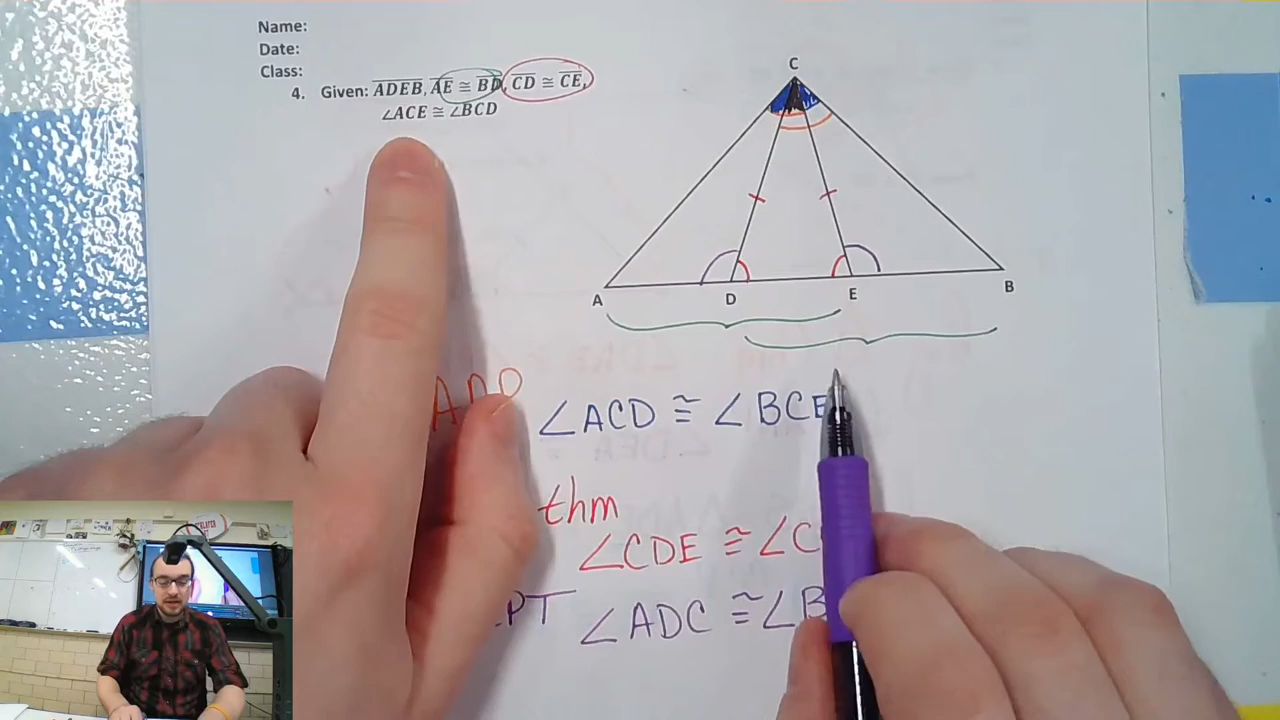 Name:
Date:
Class:
4. Given: ADEB, AE ≅ BD, CD ≅ CE,
∠ACE ≅ ∠BCD
C
A
D
E
B
∠ACD ≅ ∠BCE
thm
∠CDE ≅ ∠C
∠ADC ≅ ∠B